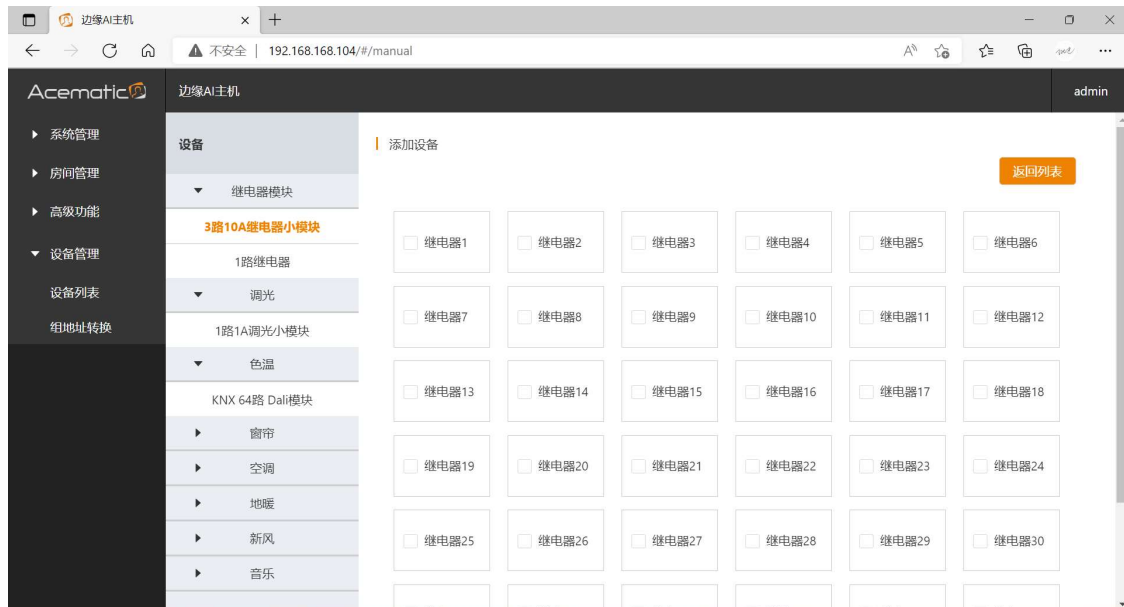 边缘AI主机
不安全 | 192.168.168.104/#/manual
Acematic
边缘AI主机
admin
系统管理
房间管理
高级功能
设备管理
设备列表
组地址转换
设备
继电器模块
3路10A继电器小模块
1路继电器
调光
1路1A调光小模块
色温
KNX 64路 Dali模块
窗帘
空调
地暖
新风
音乐
添加设备
返回列表
继电器1 继电器2 继电器3 继电器4 继电器5 继电器6
继电器7 继电器8 继电器9 继电器10 继电器11 继电器12
继电器13 继电器14 继电器15 继电器16 继电器17 继电器18
继电器19 继电器20 继电器21 继电器22 继电器23 继电器24
继电器25 继电器26 继电器27 继电器28 继电器29 继电器30